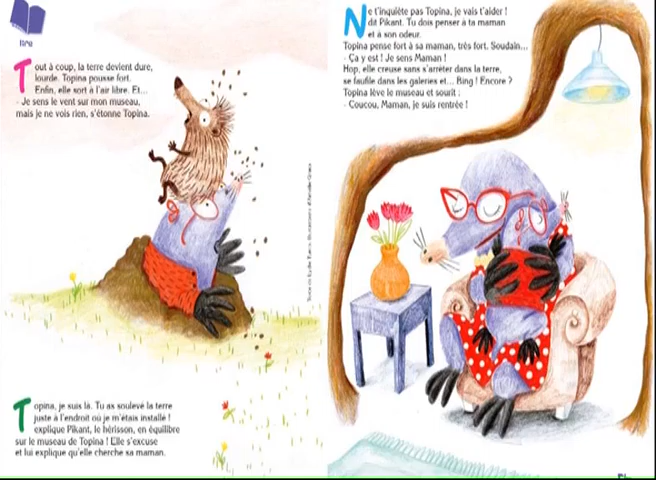 lire
Tout à coup, la terre devient dure,
lourde. Topina pousse fort.
Enfin, elle sort à l'air libre. Et...
- Je sens le vent sur mon museau,
mais je ne vois rien, s'étonne Topina.
Topina, je suis là. Tu as soulevé la terre
juste à l'endroit où je m'étais installé !
explique Pikant, le hérisson, en équilibre
sur le museau de Topina ! Elle s'excuse
et lui explique qu'elle cherche sa maman.
Ne t'inquiète pas Topina, je vais t'aider !
dit Pikant. Tu dois penser à ta maman
et à son odeur.
Topina pense fort à sa maman, très fort. Soudain...
- Ça y est ! Je sens Maman !
Hop, elle creuse sans s'arrêter dans la terre,
se faufile dans les galeries et... Bing ! Encore ?
Topina lève le museau et sourit :
- Coucou, Maman, je suis rentrée !